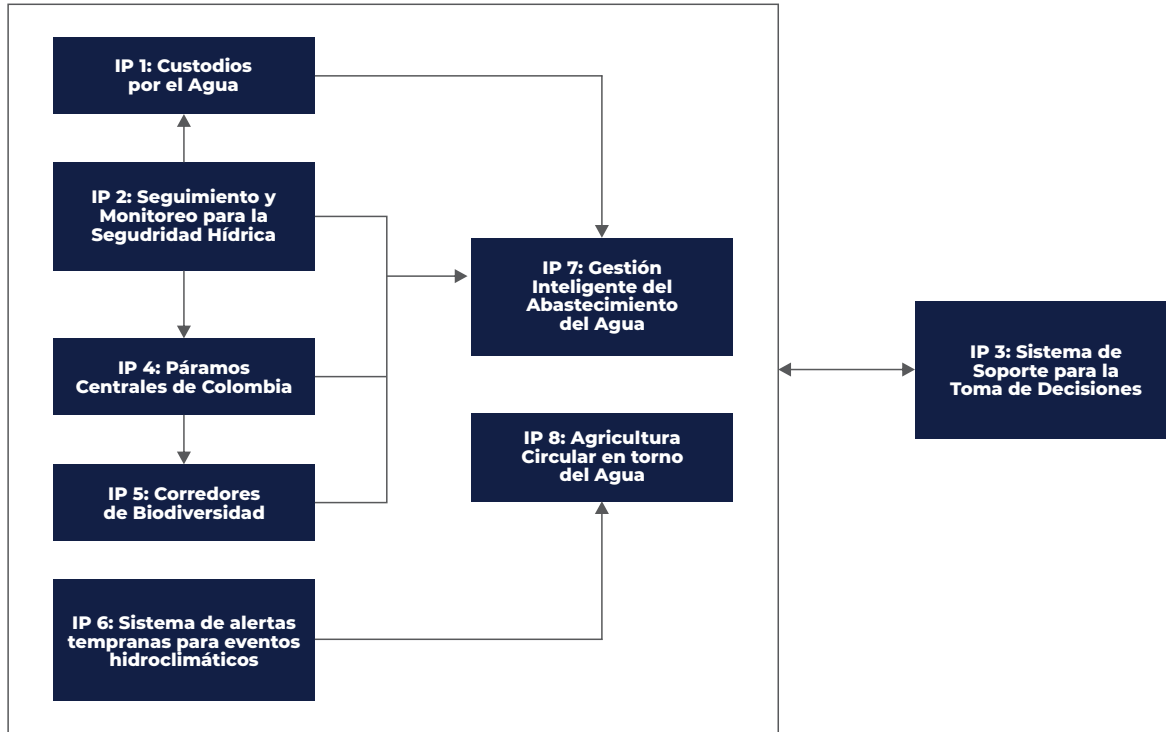 IP 1: Custodios
por el Agua
IP 2: Seguimiento y
Monitoreo para la
Segudridad Hídrica
IP 4: Páramos
Centrales de Colombia
IP 5: Corredores
de Biodiversidad
IP 6: Sistema de alertas
tempranas para eventos
hidroclimáticos
IP 7: Gestión
Inteligente del
Abastecimiento
del Agua
IP 8: Agricultura
Circular en torno
del Agua
IP 3: Sistema de
Soporte para la
Toma de Decisiones